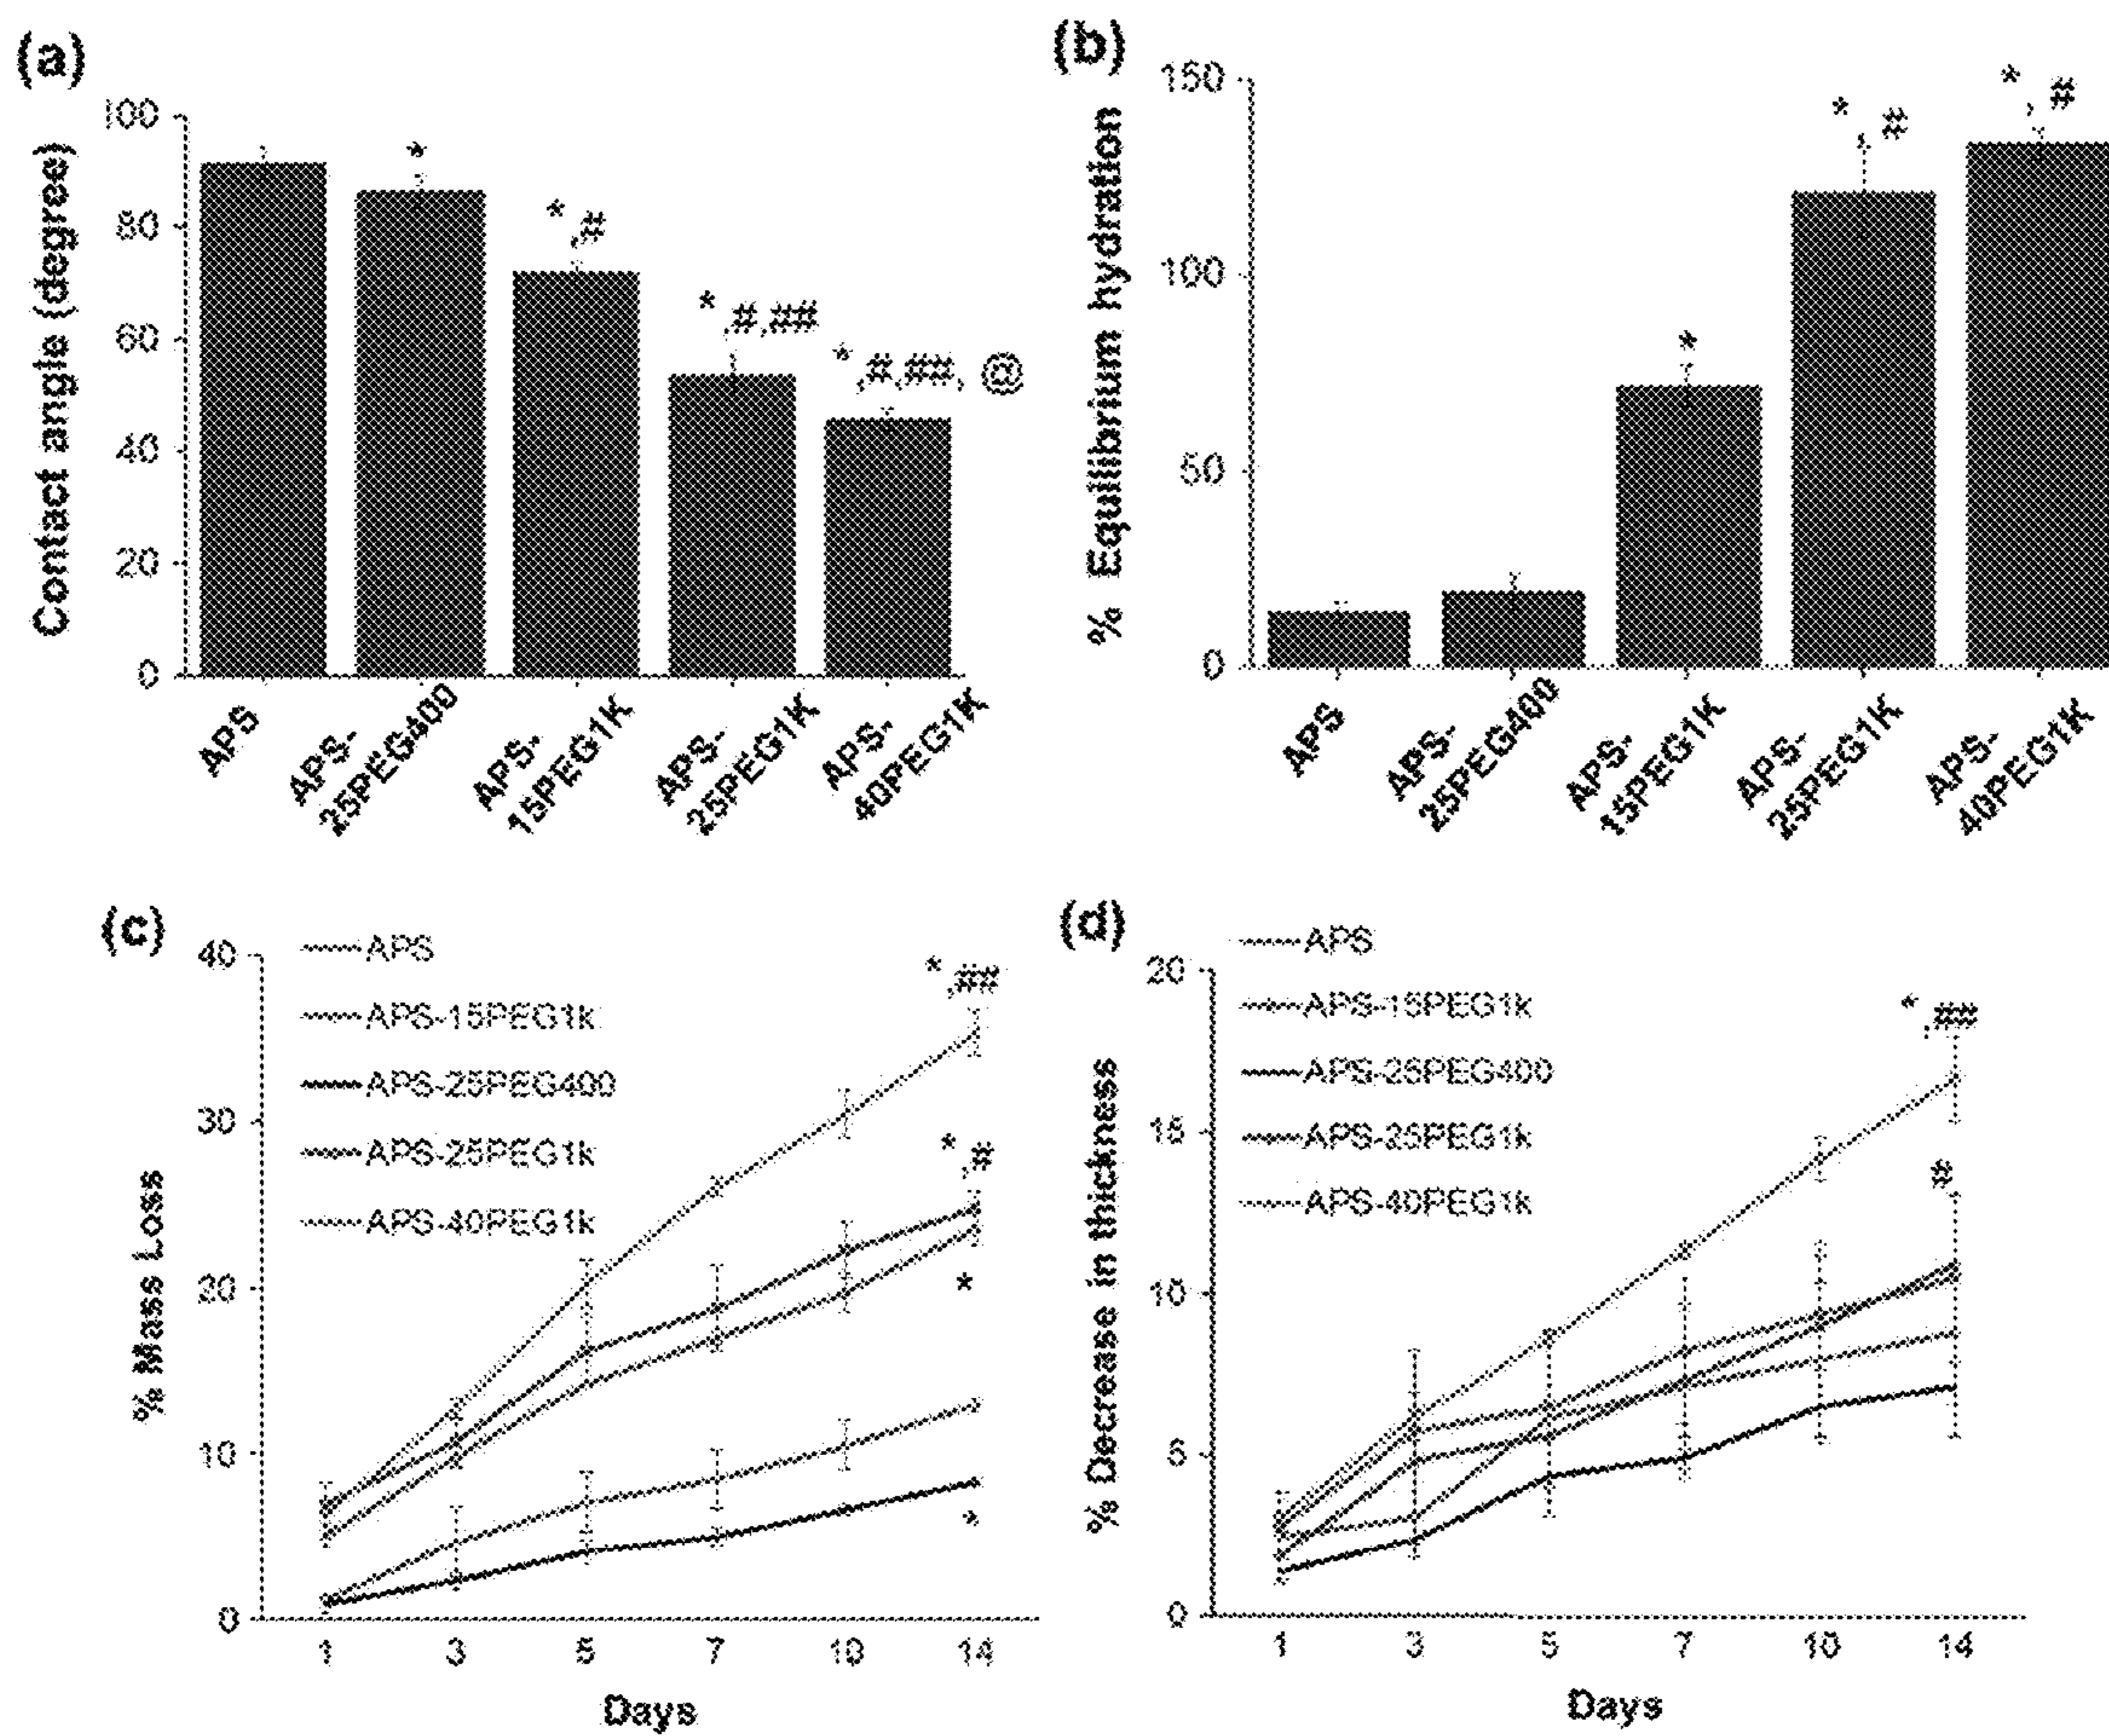 (a)
Contact angle (degree)
100
80
60
40
20
0
*
*,#
*,#,##
*,#,##, @
APS
APS-
25PEG400
APS-
15PEG1K
APS-
25PEG1K
APS-
40PEG1K
(b)
% Equilibrium hydration
150
100
50
0
*
*, #
*, #
APS
APS-
25PEG400
APS-
15PEG1K
APS-
25PEG1K
APS-
40PEG1K
(c)
% Mass Loss
40
30
20
10
0
APS
APS-15PEG1k
APS-25PEG400
APS-25PEG1k
APS-40PEG1k
*,##
*,#
*
*
1 3 5 7 10 14
Days
(d)
% Decrease in thickness
20
15
10
5
0
APS
APS-15PEG1k
APS-25PEG400
APS-25PEG1k
APS-40PEG1k
*,##
#
1 3 5 7 10 14
Days